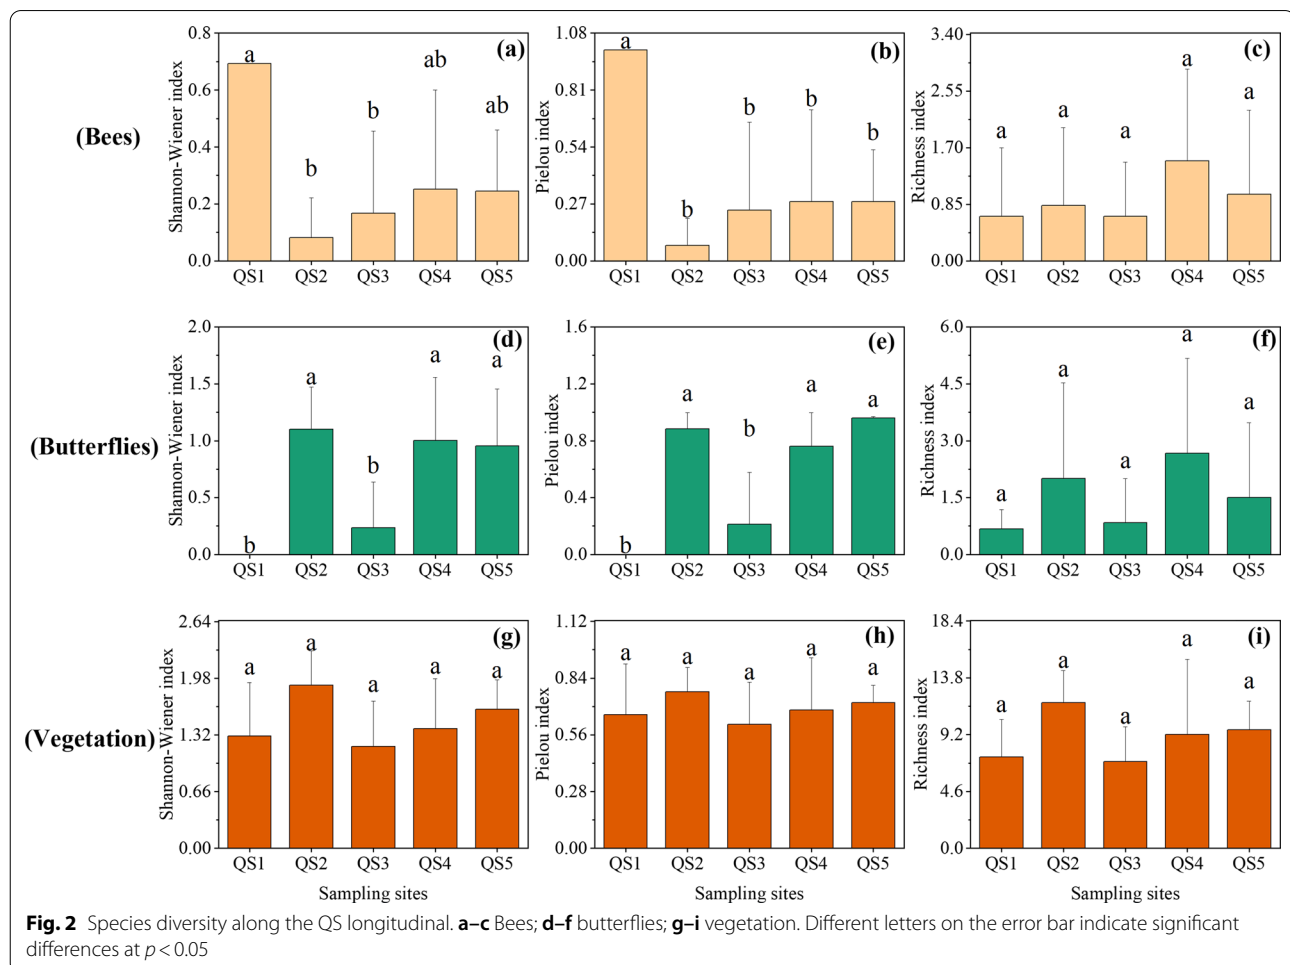 (Bees)
Shannon-Wiener index
0.8
0.6
0.4
0.2
0.0
a
b
b
ab
ab
(a)
QS1 QS2 QS3 QS4 QS5
Pielou index
1.08
0.81
0.54
0.27
0.00
a
b
b
b
b
(b)
QS1 QS2 QS3 QS4 QS5
Richness index
3.40
2.55
1.70
0.85
0.00
a
a
a
a
a
(c)
QS1 QS2 QS3 QS4 QS5
(Butterflies)
Shannon-Wiener index
2.0
1.5
1.0
0.5
0.0
b
a
b
a
a
(d)
QS1 QS2 QS3 QS4 QS5
Pielou index
1.6
1.2
0.8
0.4
0.0
b
a
b
a
a
(e)
QS1 QS2 QS3 QS4 QS5
Richness index
6.0
4.5
3.0
1.5
0.0
a
a
a
a
a
(f)
QS1 QS2 QS3 QS4 QS5
(Vegetation)
Shannon-Wiener index
2.64
1.98
1.32
0.66
0.00
a
a
a
a
a
(g)
QS1 QS2 QS3 QS4 QS5
Sampling sites
Pielou index
1.12
0.84
0.56
0.28
0.00
a
a
a
a
a
(h)
QS1 QS2 QS3 QS4 QS5
Sampling sites
Richness index
18.4
13.8
9.2
4.6
0.0
a
a
a
a
a
(i)
QS1 QS2 QS3 QS4 QS5
Sampling sites
Fig. 2 Species diversity along the QS longitudinal. a–c Bees; d–f butterflies; g–i vegetation. Different letters on the error bar indicate significant
differences at p < 0.05